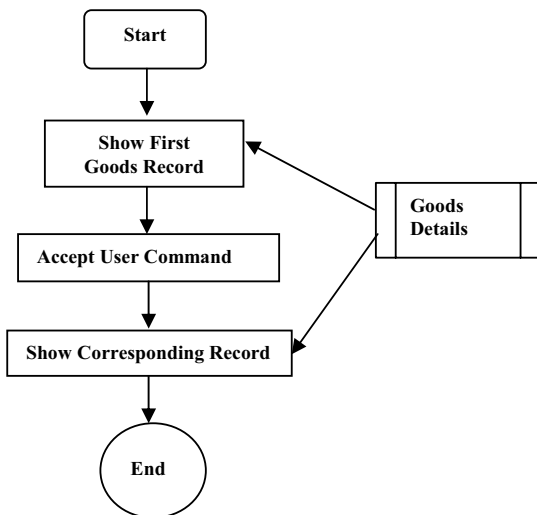 Start
Show First
Goods Record
Goods
Details
Accept User Command
Show Corresponding Record
End